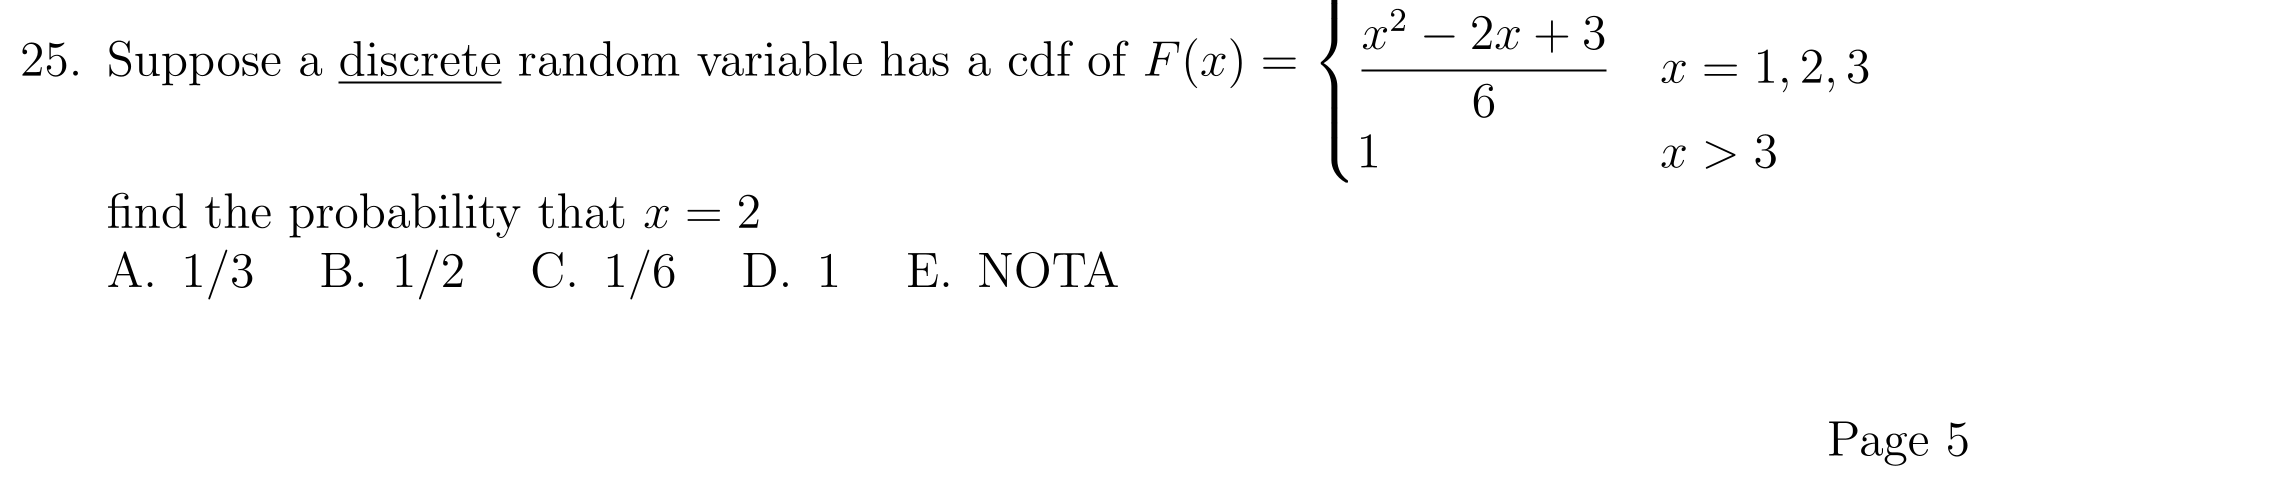 25. Suppose a discrete random variable has a cdf of F(x) = { (x² − 2x + 3)/6   x = 1, 2, 3
1   x > 3
find the probability that x = 2
A. 1/3   B. 1/2   C. 1/6   D. 1   E. NOTA
Page 5